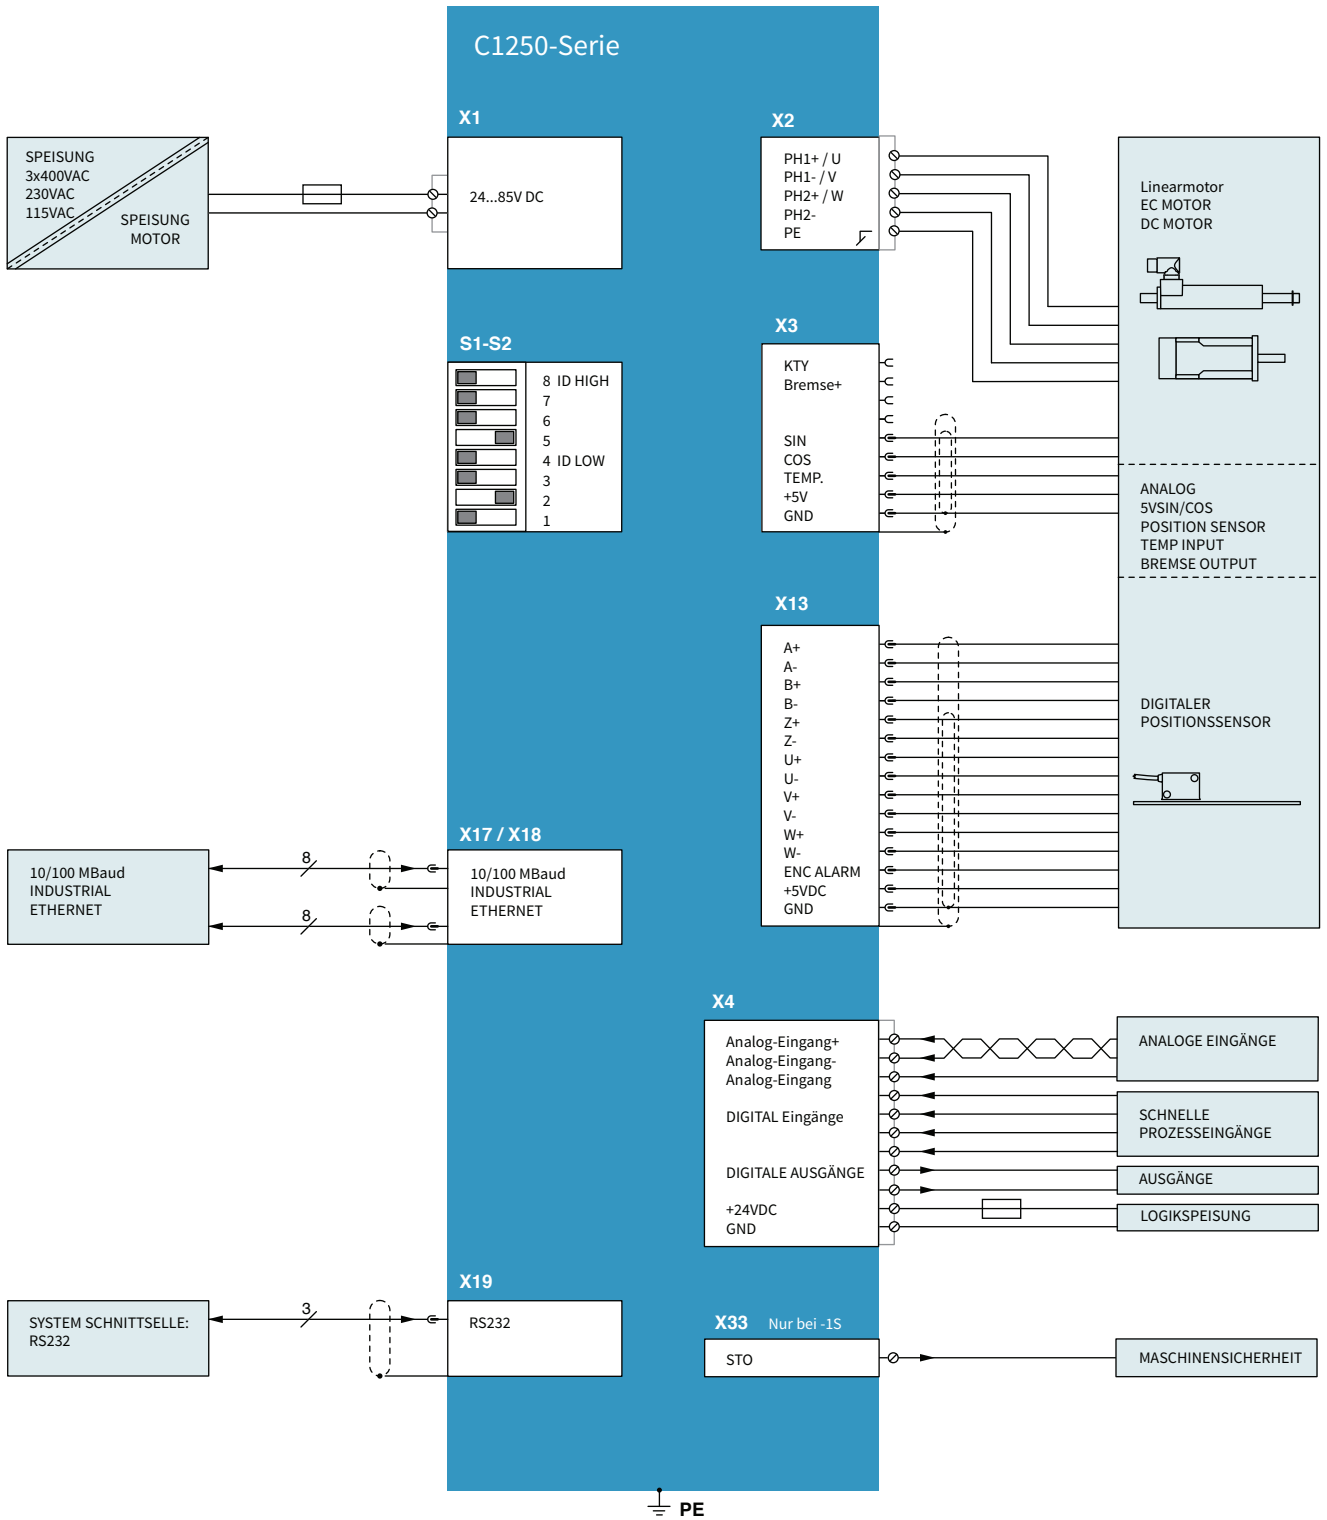 C1250-Serie
X1
SPEISUNG
3x400VAC
230VAC
115VAC
SPEISUNG
MOTOR
24...85V DC
X2
PH1+ / U
PH1- / V
PH2+ / W
PH2-
PE
Linearmotor
EC MOTOR
DC MOTOR
S1-S2
8 ID HIGH
7
6
5
4 ID LOW
3
2
1
X3
KTY
Bremse+
SIN
COS
TEMP.
+5V
GND
ANALOG
5VSIN/COS
POSITION SENSOR
TEMP INPUT
BREMSE OUTPUT
X13
A+
A-
B+
B-
Z+
Z-
U+
U-
V+
V-
W+
W-
ENC ALARM
+5VDC
GND
DIGITALER
POSITIONSSENSOR
X17 / X18
10/100 MBaud
INDUSTRIAL
ETHERNET
8
8
10/100 MBaud
INDUSTRIAL
ETHERNET
X4
Analog-Eingang+
Analog-Eingang-
Analog-Eingang
DIGITAL Eingänge
DIGITALE AUSGÄNGE
+24VDC
GND
ANALOGE EINGÄNGE
SCHNELLE
PROZESSEINGÄNGE
AUSGÄNGE
LOGIKSPEISUNG
X19
SYSTEM SCHNITTSELLE:
RS232
3
RS232
X33 Nur bei -1S
STO
MASCHINENSICHERHEIT
PE